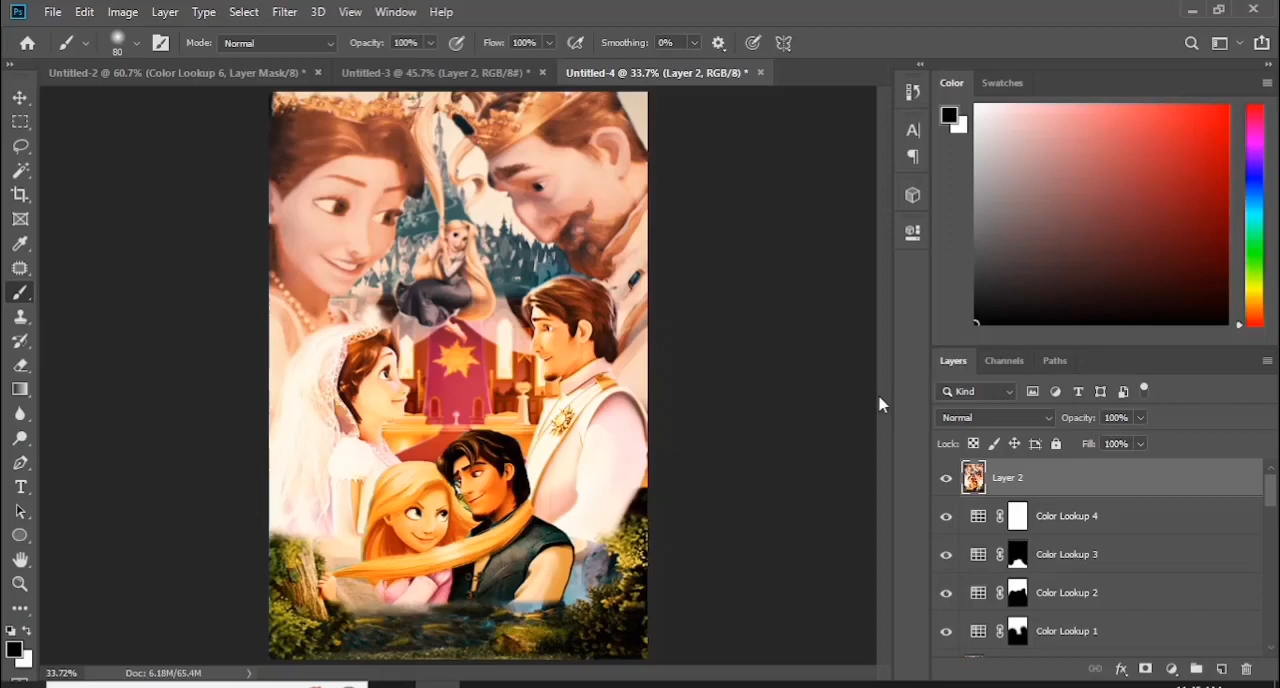 Ps File Edit Image Layer Type Select Filter 3D View Window Help
80 Mode: Normal Opacity: 100% Flow: 100% Smoothing: 0%
Untitled-2 @ 60.7% (Color Lookup 6, Layer Mask/8) * × Untitled-3 @ 45.7% (Layer 2, RGB/8#) * × Untitled-4 @ 33.7% (Layer 2, RGB/8) * ×
Color Swatches
Layers Channels Paths
Kind
Normal Opacity: 100%
Lock: Fill: 100%
Layer 2
Color Lookup 4
Color Lookup 3
Color Lookup 2
Color Lookup 1
33.72% Doc: 6.18M/65.4M